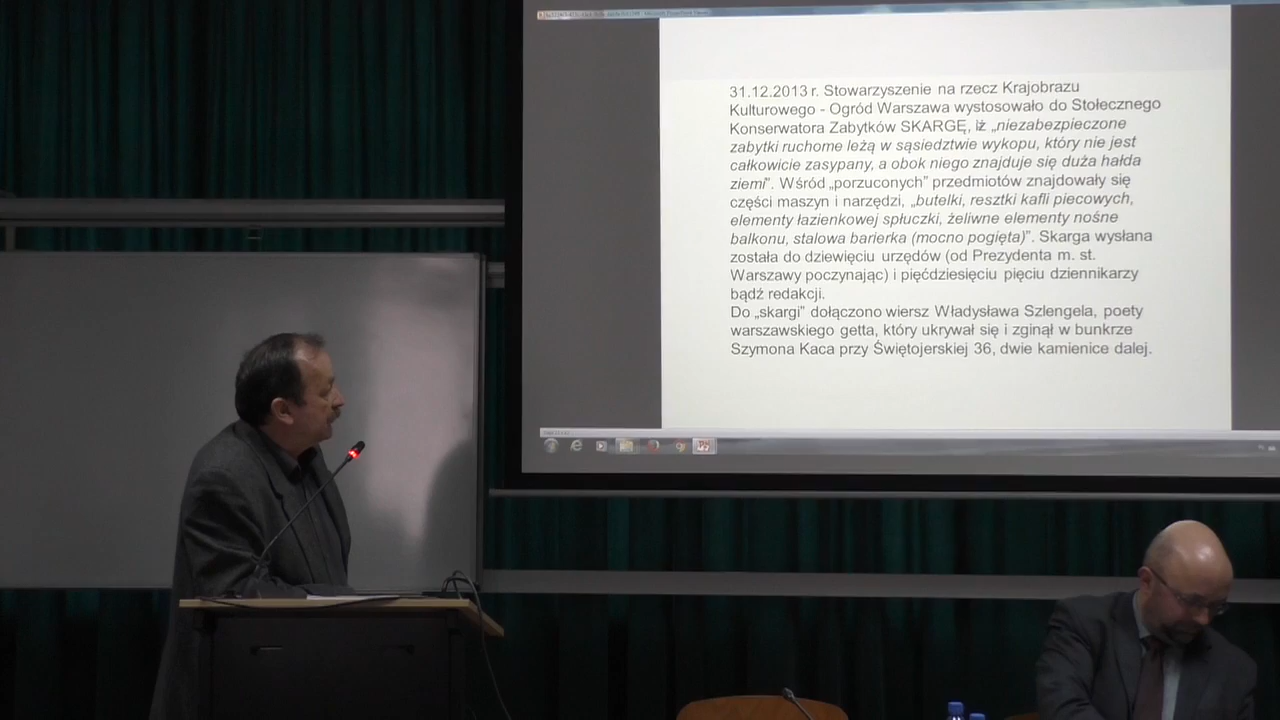 31.12.2013 r. Stowarzyszenie na rzecz Krajobrazu
Kulturowego - Ogród Warszawa wystosowało do Stołecznego
Konserwatora Zabytków SKARGĘ, iż „niezabezpieczone
zabytki ruchome leżą w sąsiedztwie wykopu, który nie jest
całkowicie zasypany, a obok niego znajduje się duża hałda
ziemi”. Wśród „porzuconych” przedmiotów znajdowały się
części maszyn i narzędzi, „butelki, resztki kafli piecowych,
elementy łazienkowej spłuczki, żeliwne elementy nośne
balkonu, stalowa barierka (mocno pogięta)”. Skarga wysłana
została do dziewięciu urzędów (od Prezydenta m. st.
Warszawy poczynając) i pięćdziesięciu pięciu dziennikarzy
bądź redakcji.
Do „skargi” dołączono wiersz Władysława Szlengela, poety
warszawskiego getta, który ukrywał się i zginął w bunkrze
Szymona Kaca przy Świętojerskiej 36, dwie kamienice dalej.